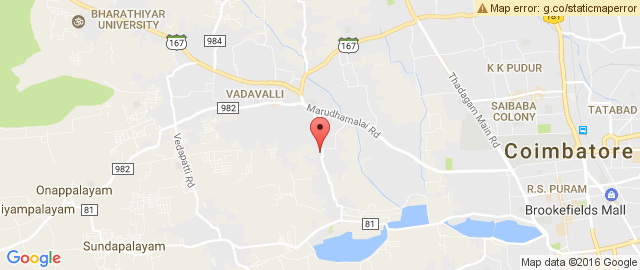 Map error: g.co/staticmaperror
BHARATHIYAR
UNIVERSITY
984
167
167
181
K K PUDUR
Thadagam Main Rd
VADAVALLI
982
Marudhamalai Rd
SAIBABA
COLONY
TATABAD
Vedapatti Rd
982
Coimbatore
Onappalayam
R.S. PURAM
iyampalayam
81
Brookefields Mall
81
Sundapalayam
Google
Map data ©2016 Google